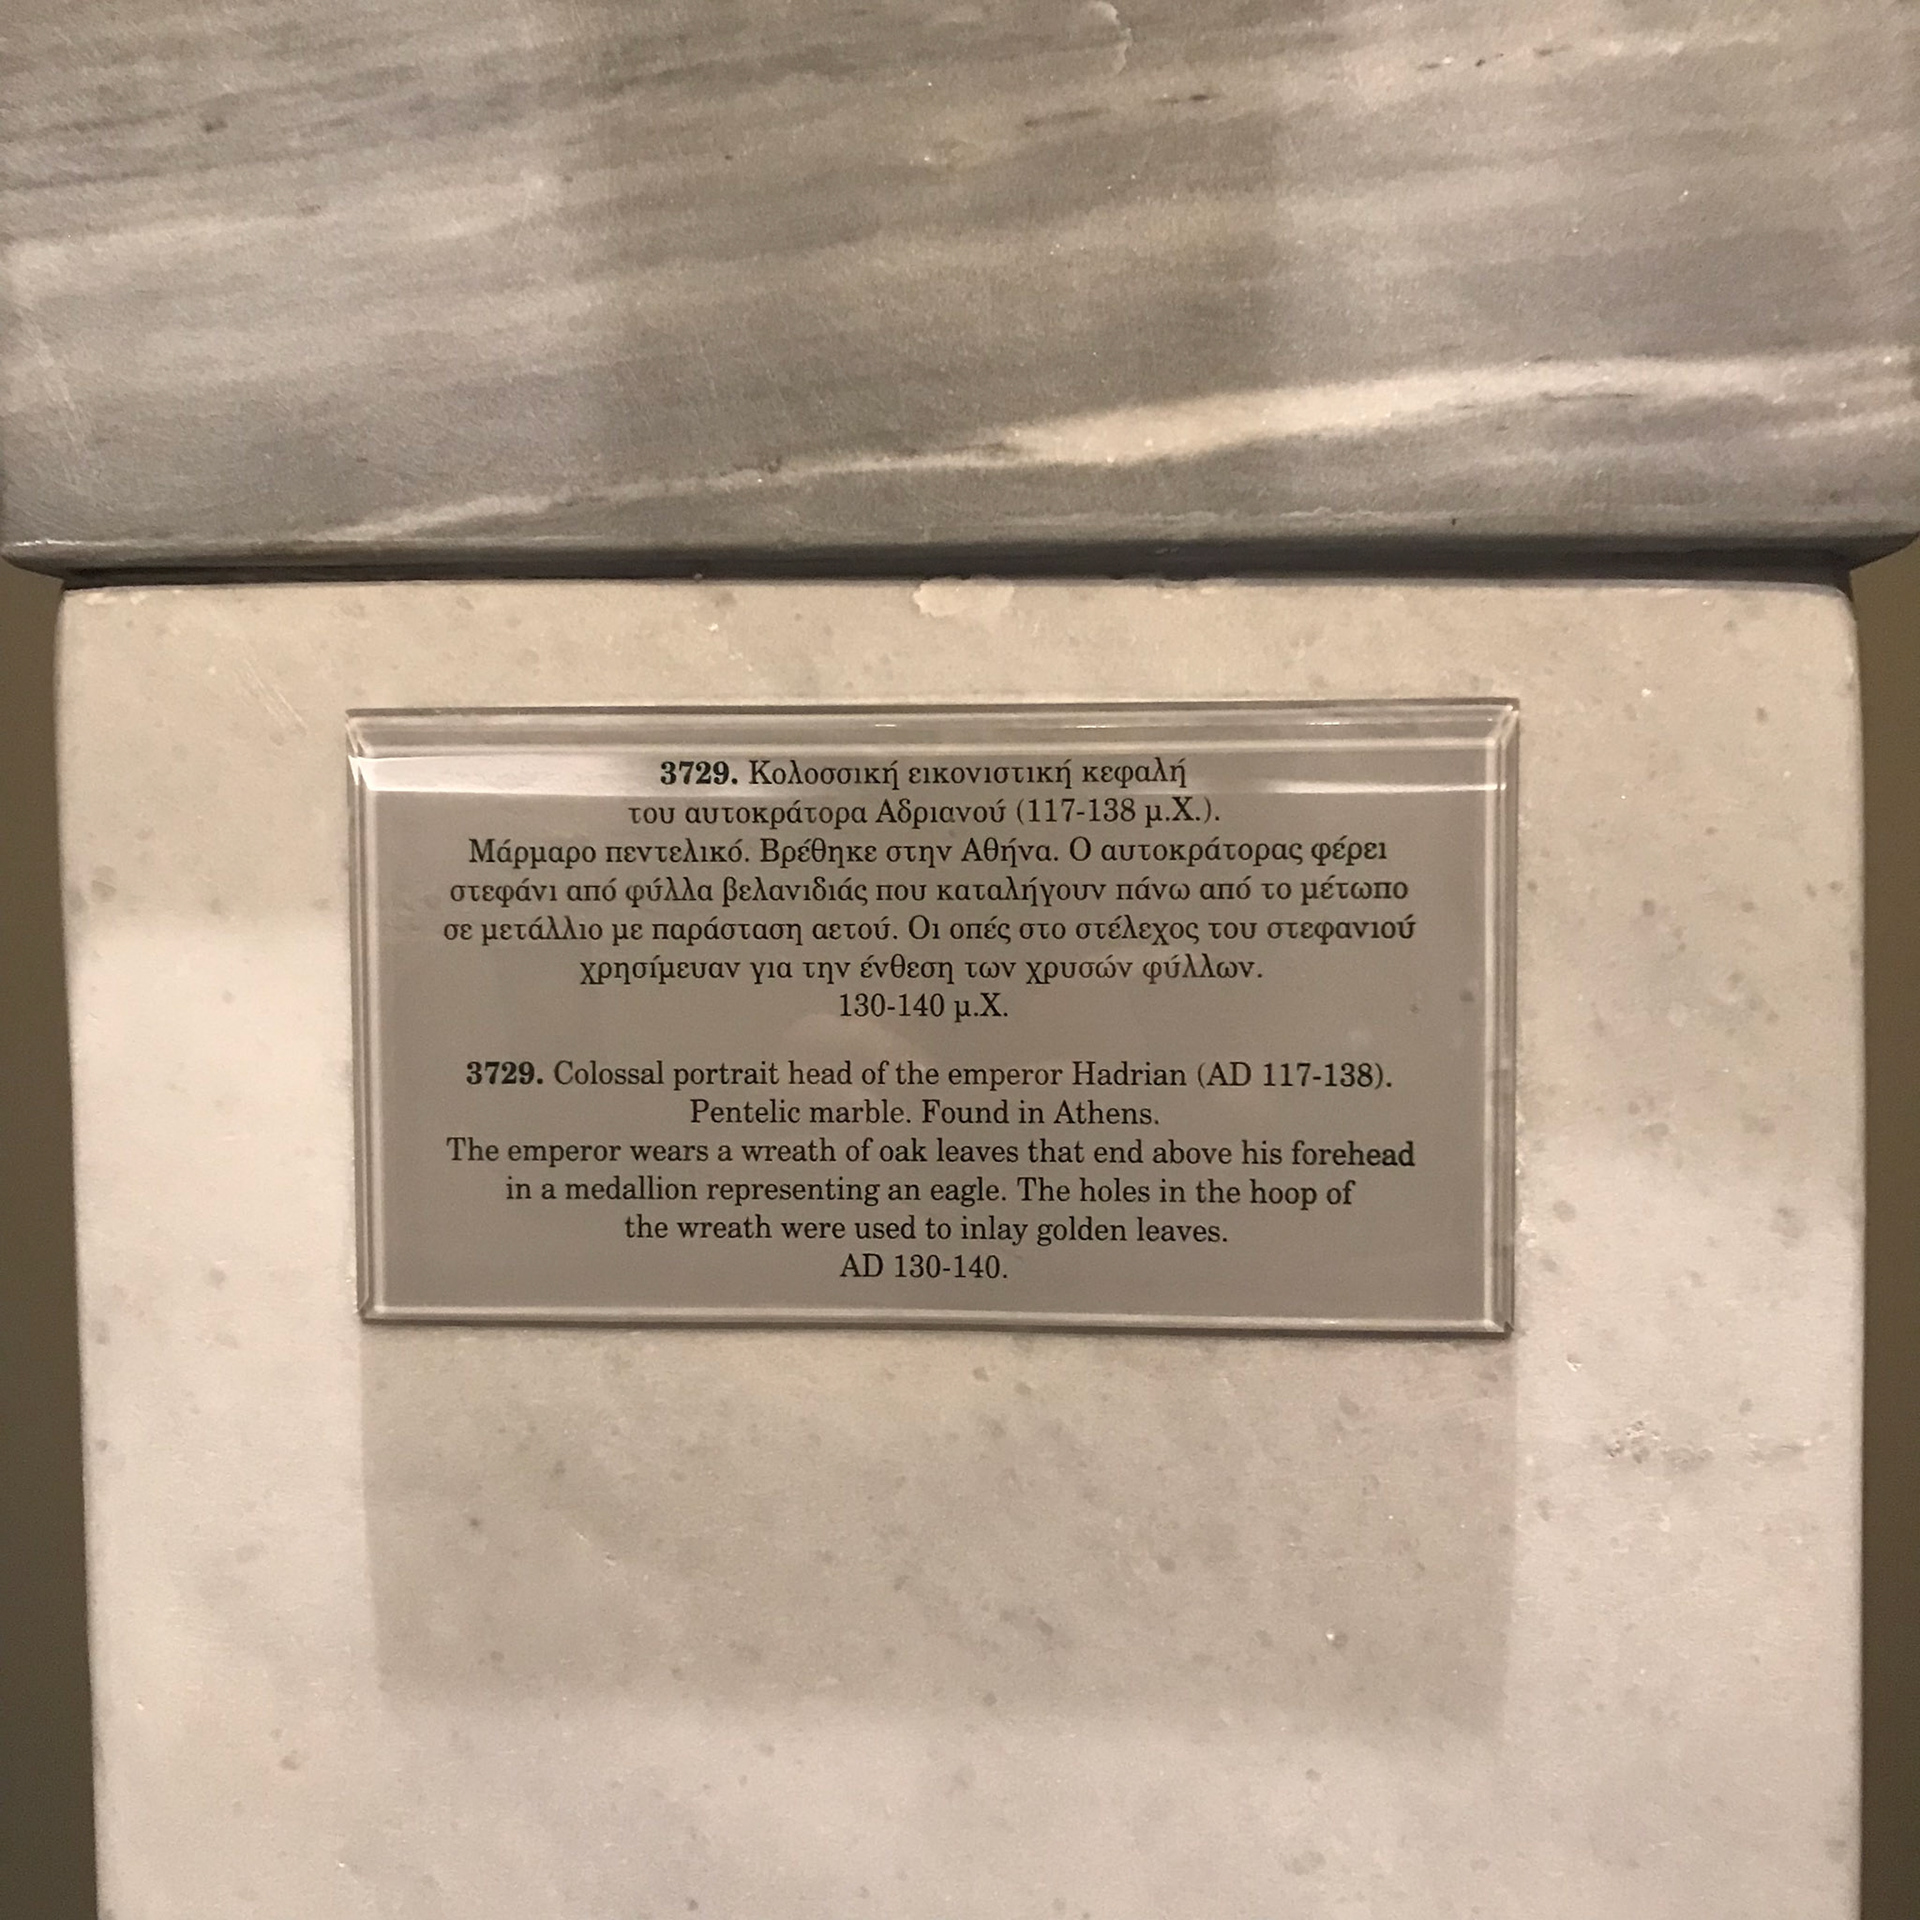 3729. Κολοσσική εικονιστική κεφαλή
του αυτοκράτορα Αδριανού (117-138 μ.Χ.).
Μάρμαρο πεντελικό. Βρέθηκε στην Αθήνα. Ο αυτοκράτορας φέρει
στεφάνι από φύλλα βελανιδιάς που καταλήγουν πάνω από το μέτωπο
σε μετάλλιο με παράσταση αετού. Οι οπές στο στέλεχος του στεφανιού
χρησίμευαν για την ένθεση των χρυσών φύλλων.
130-140 μ.Χ.
3729. Colossal portrait head of the emperor Hadrian (AD 117-138).
Pentelic marble. Found in Athens.
The emperor wears a wreath of oak leaves that end above his forehead
in a medallion representing an eagle. The holes in the hoop of
the wreath were used to inlay golden leaves.
AD 130-140.